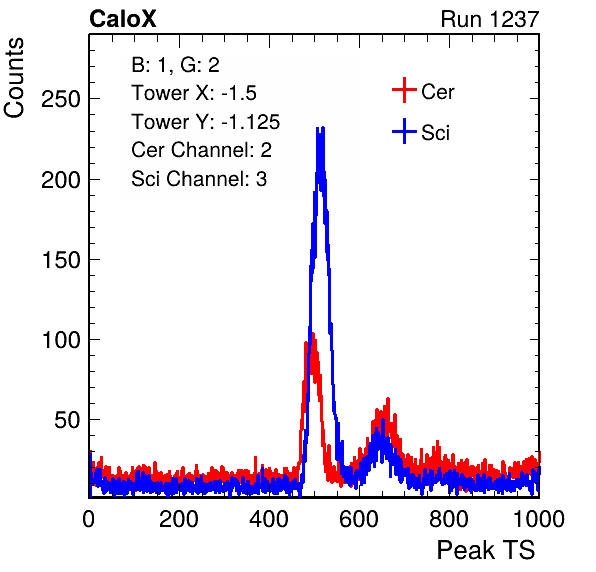 CaloX Run 1237
Counts
B: 1, G: 2
Tower X: -1.5
Tower Y: -1.125
Cer Channel: 2
Sci Channel: 3
Cer
Sci
250
200
150
100
50
0 200 400 600 800 1000
Peak TS